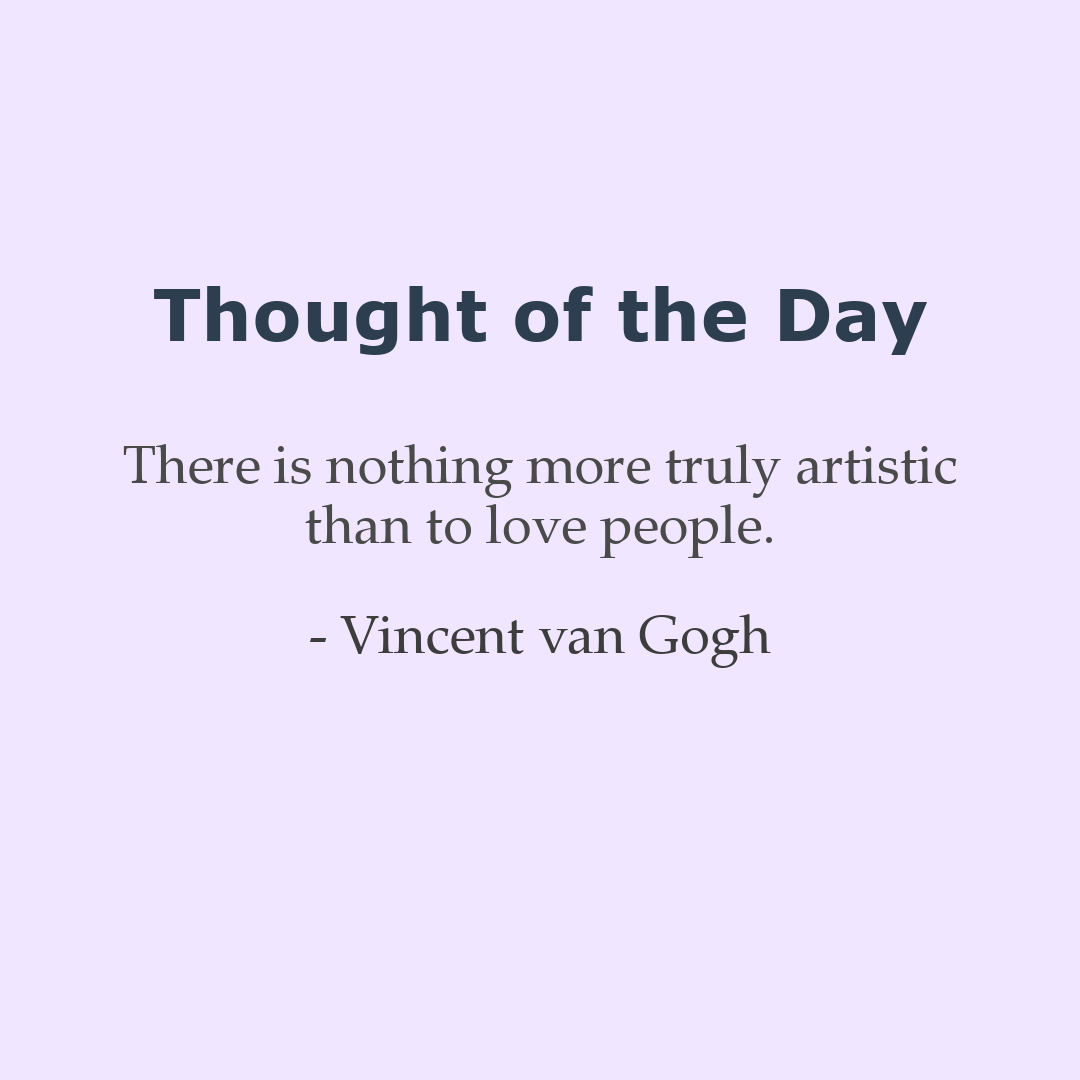 Thought of the Day
There is nothing more truly artistic
than to love people.
- Vincent van Gogh